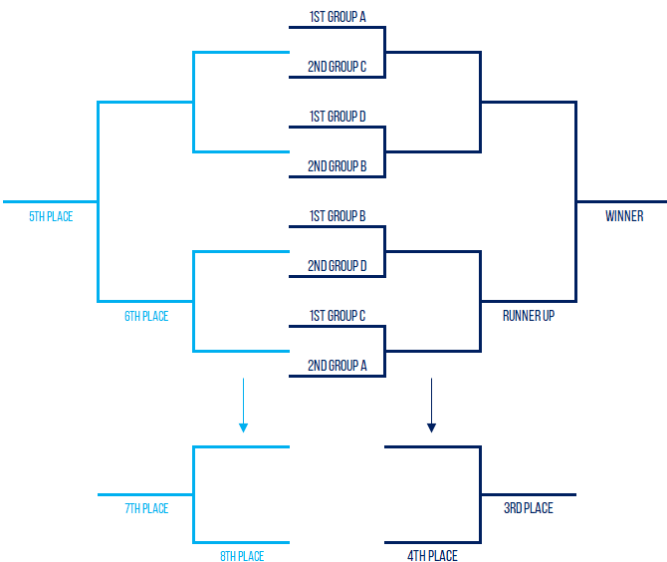 1ST GROUP A
2ND GROUP C
1ST GROUP D
2ND GROUP B
5TH PLACE
1ST GROUP B
WINNER
2ND GROUP D
6TH PLACE
1ST GROUP C
RUNNER UP
2ND GROUP A
7TH PLACE
3RD PLACE
8TH PLACE
4TH PLACE